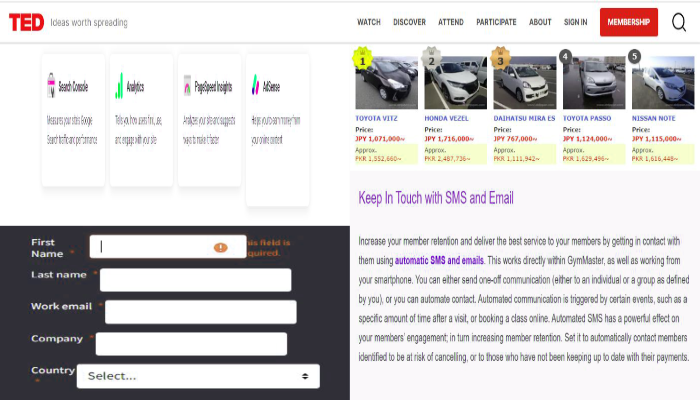 TED Ideas worth spreading WATCH DISCOVER ATTEND PARTICIPATE ABOUT SIGN IN MEMBERSHIP
Search Console
Measures your sites Google
Search traffic and performance
Analytics
Tells you how users find, use,
and engage with your site
PageSpeed Insights
Analyzes your site and suggests
ways to make it faster
AdSense
Helps you to earn money from
your online content
1 2 3 4 5
TOYOTA VITZ
Price:
JPY 1,071,000~
Approx.
PKR 1,552,660~
HONDA VEZEL
Price:
JPY 1,716,000~
Approx.
PKR 2,487,736~
DAIHATSU MIRA ES
Price:
JPY 767,000~
Approx.
PKR 1,111,942~
TOYOTA PASSO
Price:
JPY 1,124,000~
Approx.
PKR 1,629,496~
NISSAN NOTE
Price:
JPY 1,115,000~
Approx.
PKR 1,616,448~
First
Name *
his field is
quired.
Last name *
Work email *
Company *
Country
*
Select...
Keep In Touch with SMS and Email
Increase your member retention and deliver the best service to your members by getting in contact with
them using automatic SMS and emails. This works directly within GymMaster, as well as working from
your smartphone. You can either send one-off communication (either to an individual or a group as defined
by you), or you can automate contact. Automated communication is triggered by certain events, such as a
specific amount of time after a visit, or booking a class online. Automated SMS has a powerful effect on
your members' engagement; in turn increasing member retention. Set it to automatically contact members
identified to be at risk of cancelling, or to those who have not been keeping up to date with their payments.